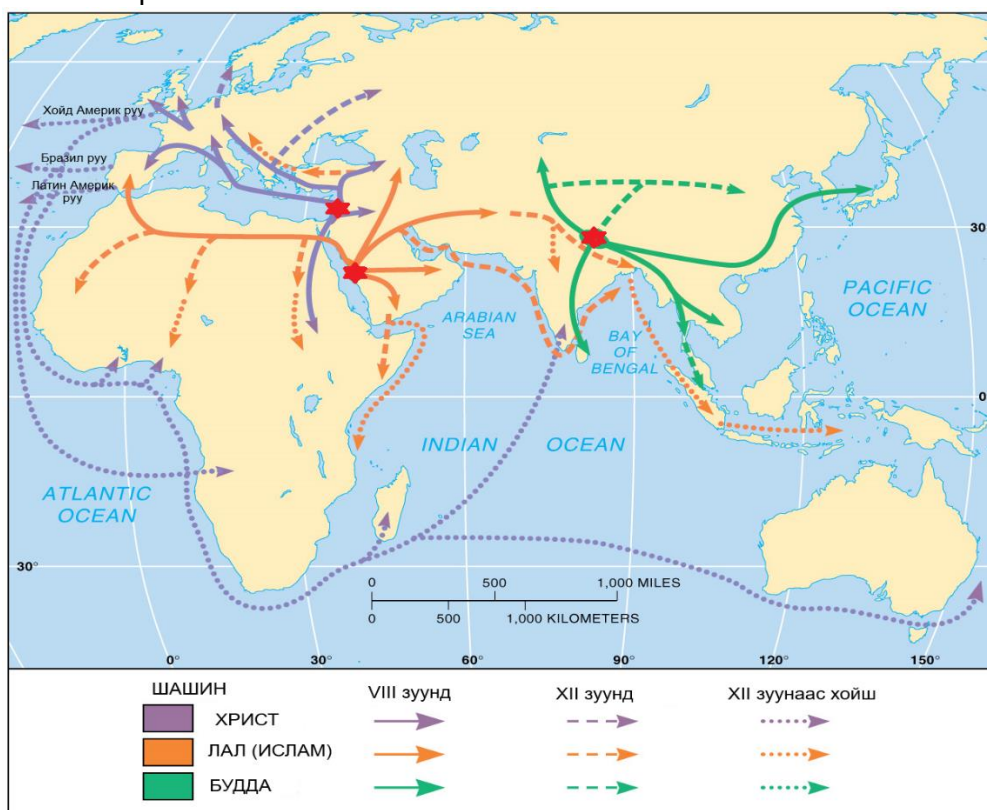 Хойд Америк руу
Бразил руу
Латин Америк
руу
30
ARABIAN
SEA
BAY
OF
BENGAL
PACIFIC
OCEAN
0
INDIAN OCEAN
ATLANTIC
OCEAN
30°
0 500 1,000 MILES
0 500 1,000 KILOMETERS
0° 30° 60° 90° 120° 150°
ШАШИН VIII зуунд XII зуунд XII зуунаас хойш
ХРИСТ
ЛАЛ (ИСЛАМ)
БУДДА